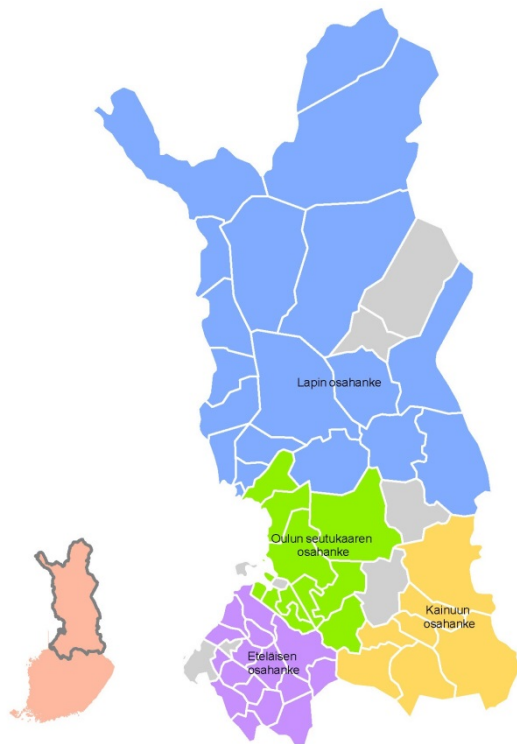 Lapin osahanke
Oulun seutukaaren
osahanke
Kainuun
osahanke
Eteläisen
osahanke